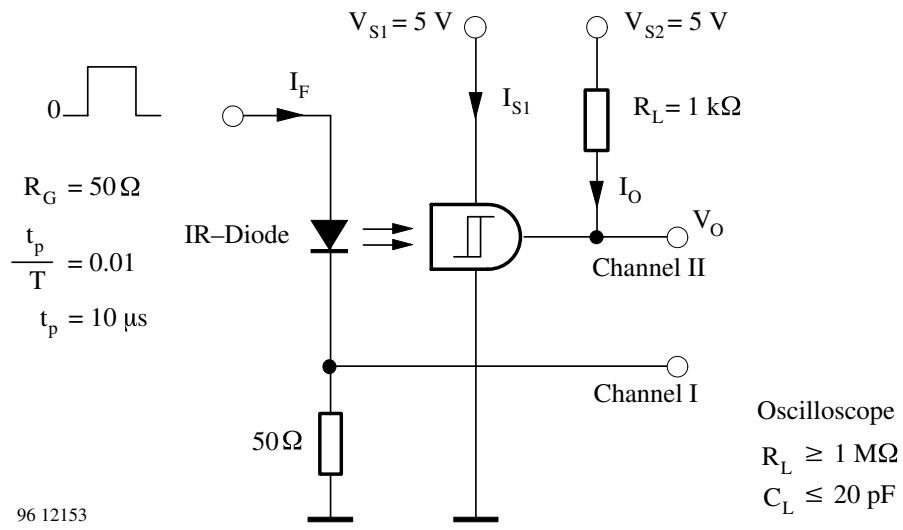 V_S1 = 5 V
V_S2 = 5 V
0
I_F
I_S1
R_L = 1 kΩ
R_G = 50 Ω
I_O
IR–Diode
V_O
t_p
T = 0.01
Channel II
t_p = 10 μs
Channel I
50 Ω
Oscilloscope
R_L ≥ 1 MΩ
C_L ≤ 20 pF
96 12153